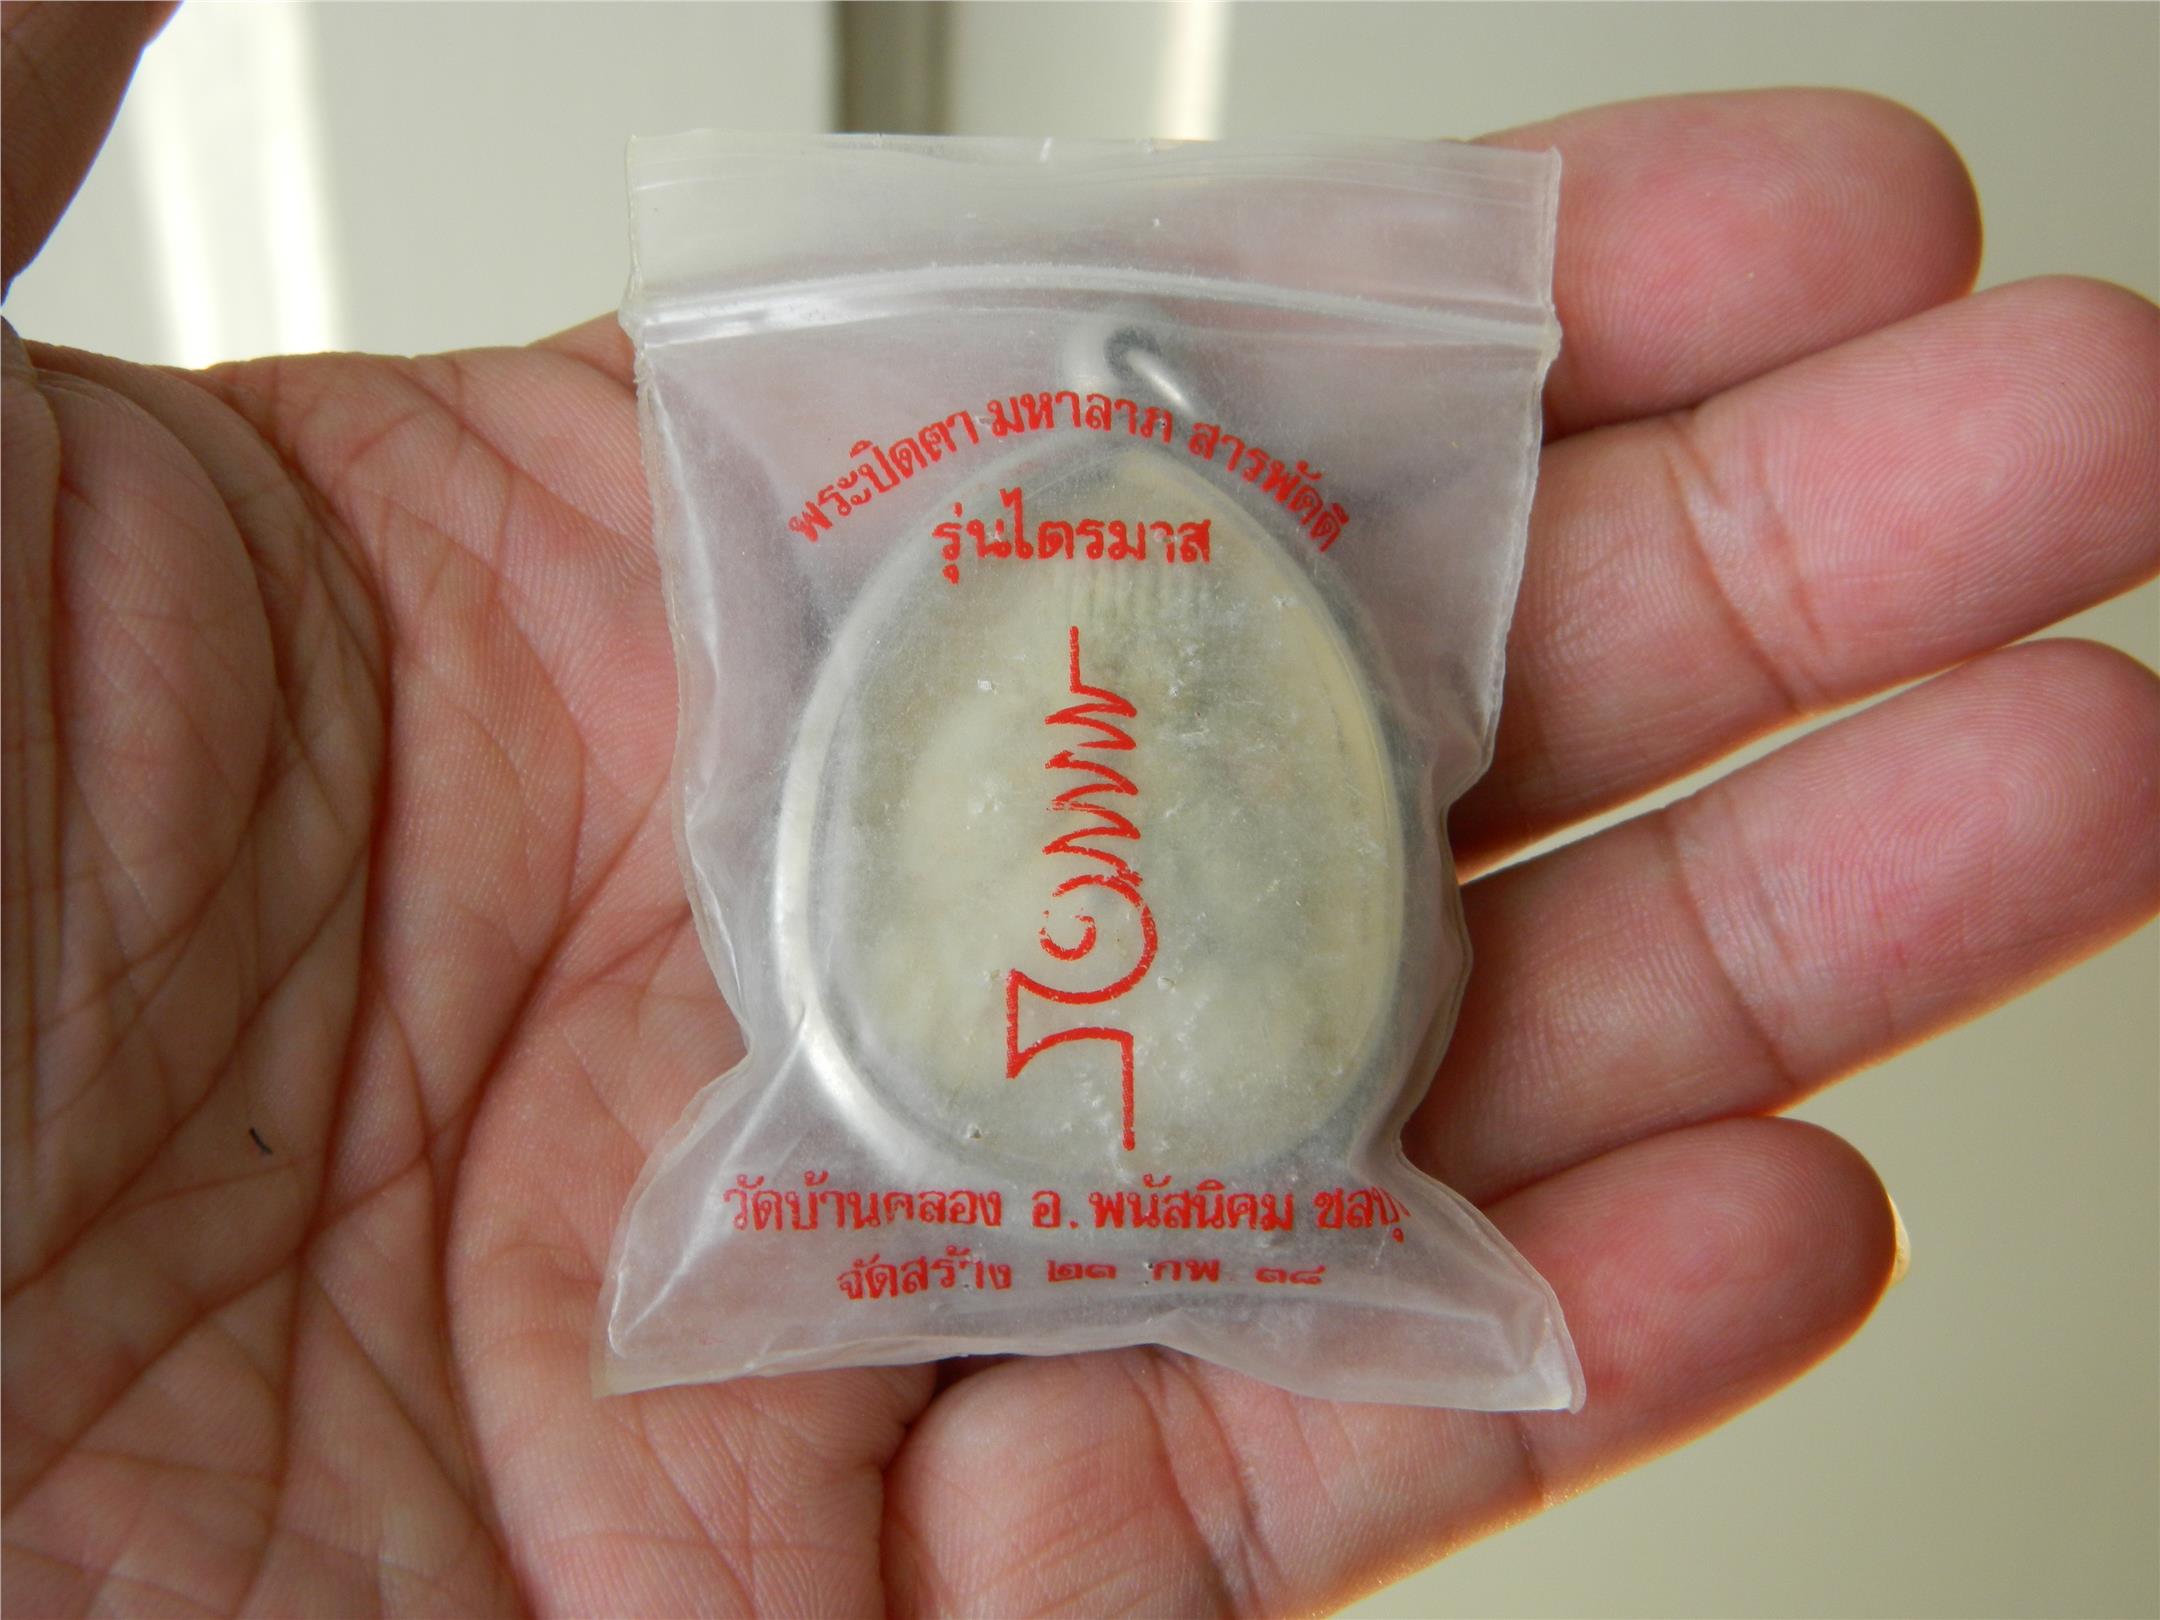 พระปิดตา มหาลาภ สารพัดดี
รุ่นไตรมาส
วัดบ้านคลอง อ. พนัสนิคม ชลบุ
จัดสร้าง ๒๑ กพ ๓๘